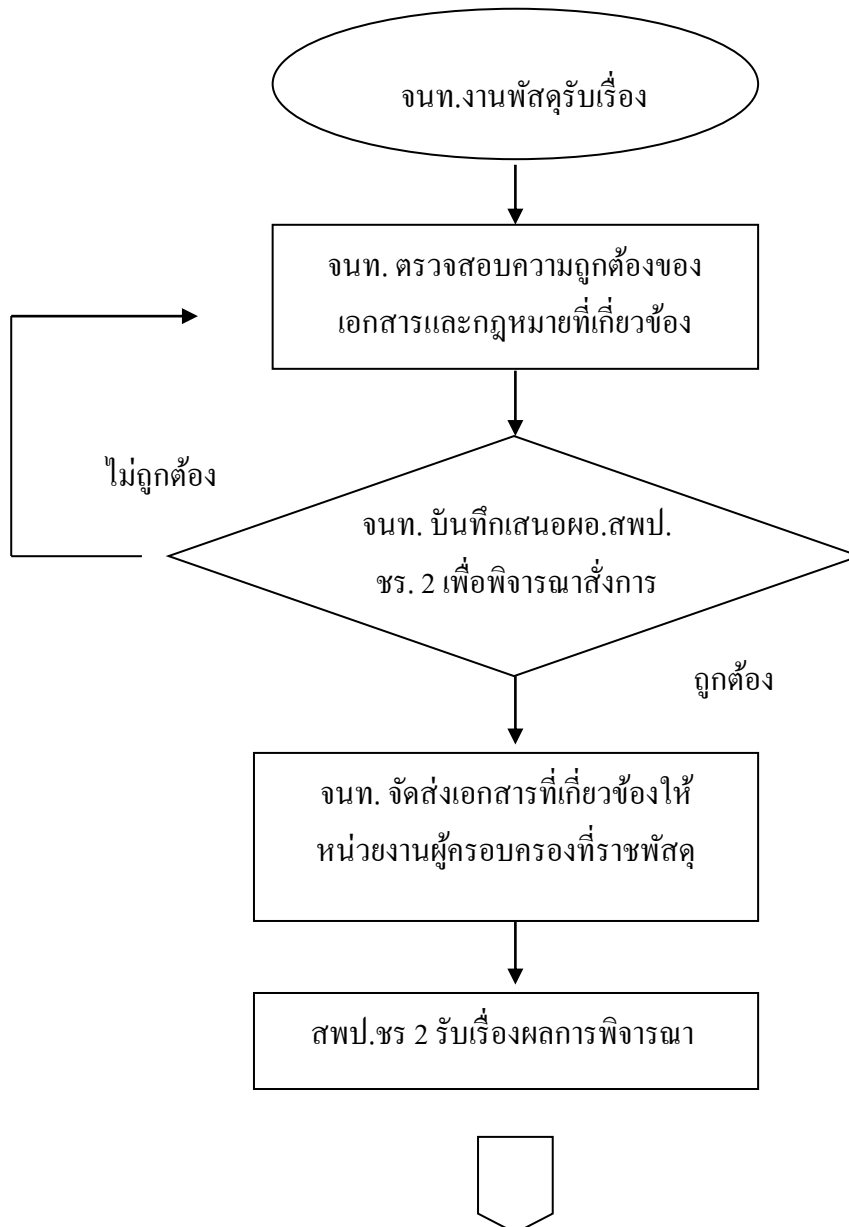 จนท.งานพัสดุรับเรื่อง
จนท. ตรวจสอบความถูกต้องของ
เอกสารและกฎหมายที่เกี่ยวข้อง
ไม่ถูกต้อง
จนท. บันทึกเสนอผอ.สพป.
ชร. 2 เพื่อพิจารณาสั่งการ
ถูกต้อง
จนท. จัดส่งเอกสารที่เกี่ยวข้องให้
หน่วยงานผู้ครอบครองที่ราชพัสดุ
สพป.ชร 2 รับเรื่องผลการพิจารณา